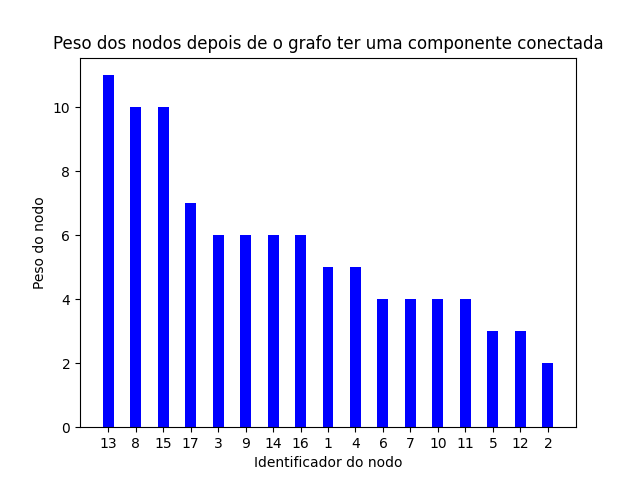 Peso dos nodos depois de o grafo ter uma componente conectada
Peso do nodo
10
8
6
4
2
0
13 8 15 17 3 9 14 16 1 4 6 7 10 11 5 12 2
Identificador do nodo